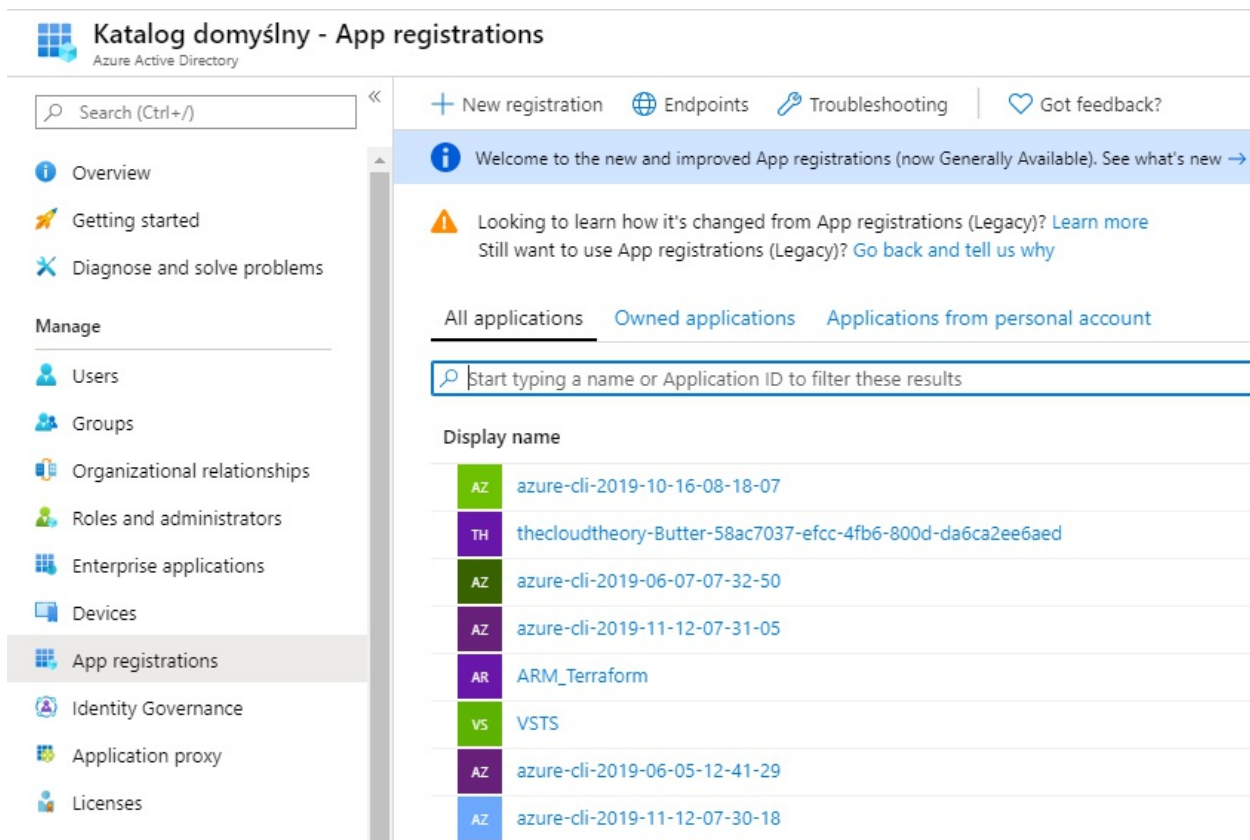 Katalog domyślny - App registrations
Azure Active Directory
Search (Ctrl+/)
«
Overview
Getting started
Diagnose and solve problems
Manage
Users
Groups
Organizational relationships
Roles and administrators
Enterprise applications
Devices
App registrations
Identity Governance
Application proxy
Licenses
New registration
Endpoints
Troubleshooting
Got feedback?
Welcome to the new and improved App registrations (now Generally Available). See what's new →
Looking to learn how it's changed from App registrations (Legacy)? Learn more
Still want to use App registrations (Legacy)? Go back and tell us why
All applications Owned applications Applications from personal account
Start typing a name or Application ID to filter these results
Display name
AZ azure-cli-2019-10-16-08-18-07
TH thecloudtheory-Butter-58ac7037-efcc-4fb6-800d-da6ca2ee6aed
AZ azure-cli-2019-06-07-07-32-50
AZ azure-cli-2019-11-12-07-31-05
AR ARM_Terraform
VS VSTS
AZ azure-cli-2019-06-05-12-41-29
AZ azure-cli-2019-11-12-07-30-18